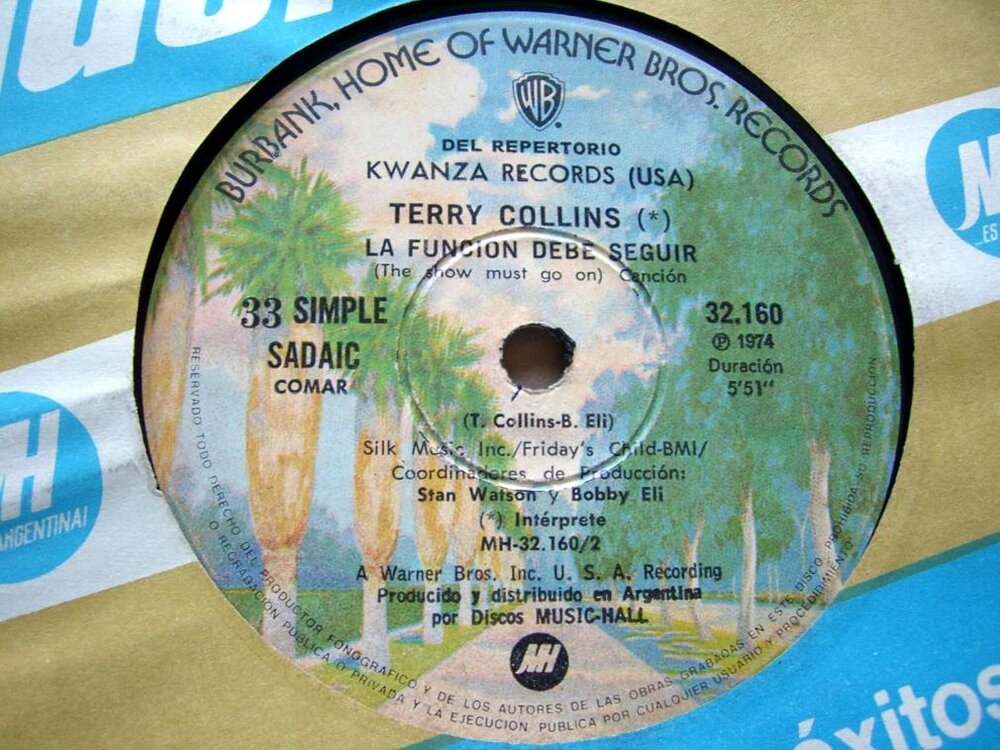 BURBANK, HOME OF WARNER BROS. RECORDS
WB
DEL REPERTORIO
KWANZA RECORDS (USA)
TERRY COLLINS (*)
LA FUNCION DEBE SEGUIR
(The show must go on) Canción
33 SIMPLE
SADAIC
COMAR
32.160
Ⓟ 1974
Duración
5'51"
(T. Collins-B. Eli)
Silk Music Inc./Friday's Child-BMI/
Coordinadores de Producción:
Stan Watson y Bobby Eli
(*) Intérprete
MH-32.160/2
A Warner Bros. Inc. U. S. A. Recording
Producido y distribuido en Argentina
por Discos MUSIC-HALL
MH
RESERVADO TODO DERECHO DEL PRODUCTOR FONOGRAFICO Y DE LOS AUTORES DE LAS OBRAS GRABADAS EN ESTE DISCO. PROHIBIDA SU REPRODUCCION
O REGRABACION PUBLICA O PRIVADA Y LA EJECUCION PUBLICA POR CUALQUIER USUARIO Y PROCEDIMIENTO
MH
ARGENTINA!
...ES
éxitos